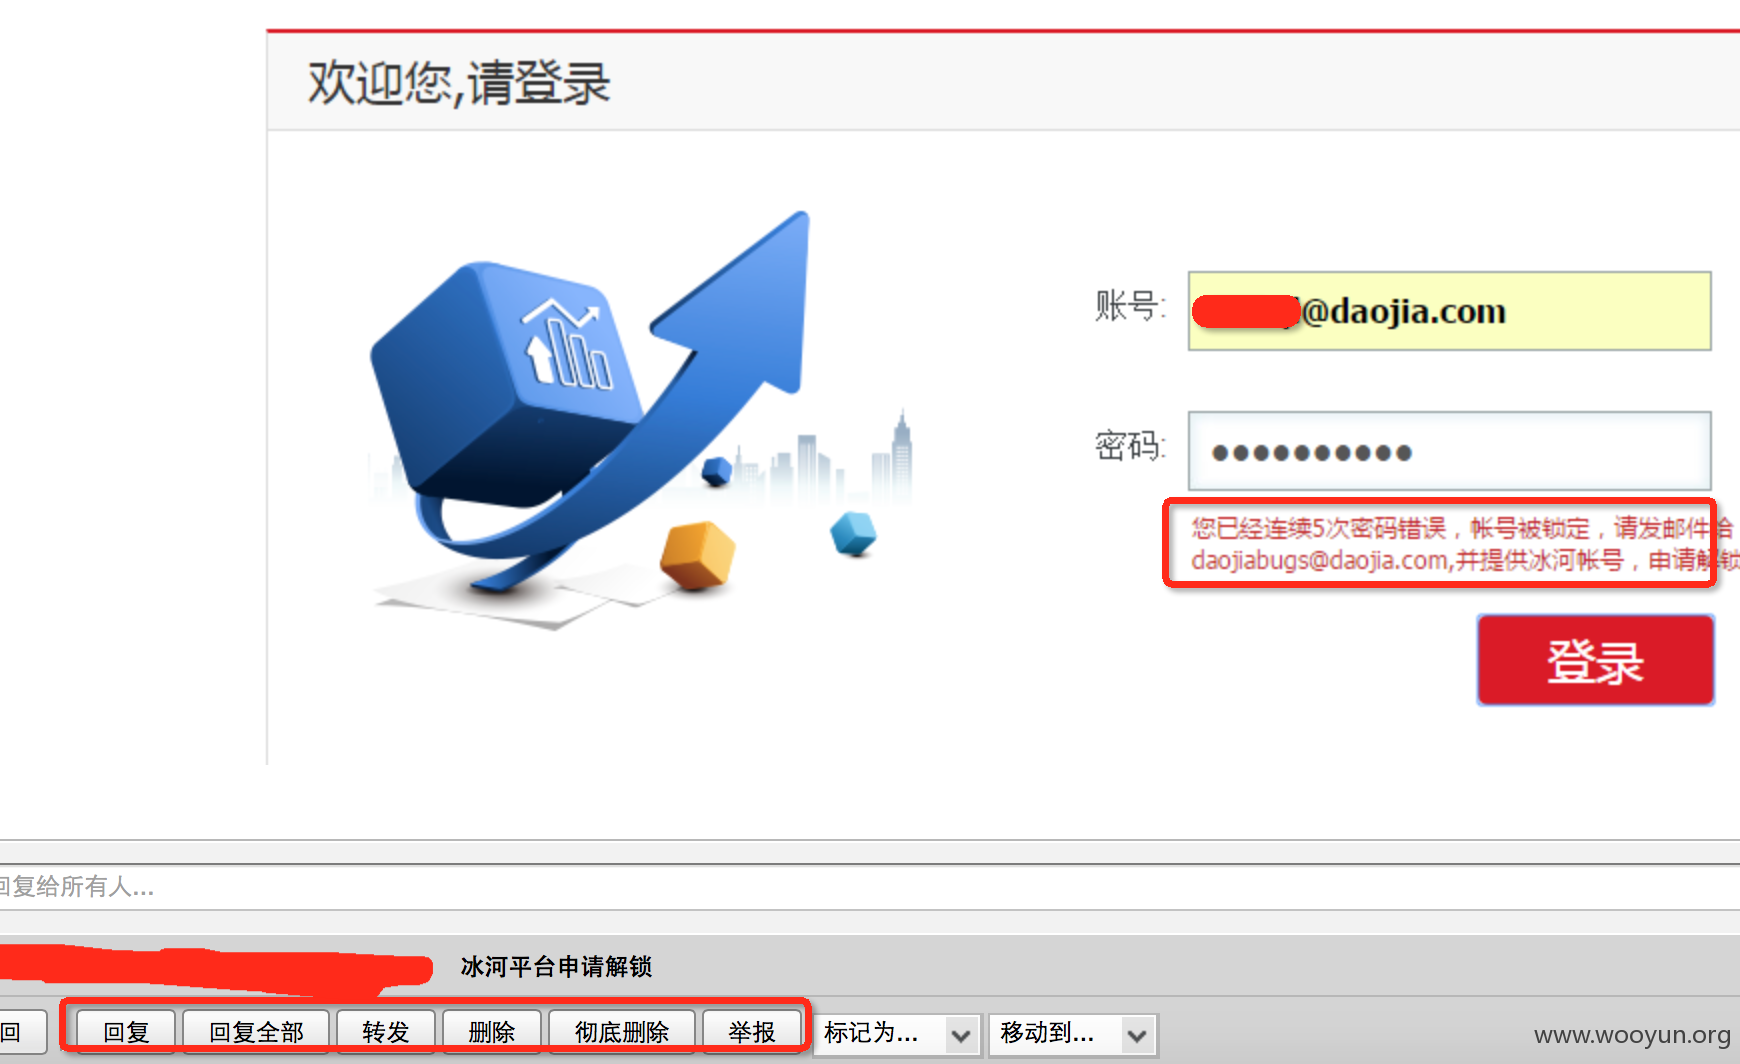 欢迎您,请登录
账号:
@daojia.com
密码:
您已经连续5次密码错误，帐号被锁定，请发邮件给
daojiabugs@daojia.com,并提供冰河帐号，申请解锁
登录
回复给所有人...
冰河平台申请解锁
回 回复 回复全部 转发 删除 彻底删除 举报 标记为... 移动到...
www.wooyun.org